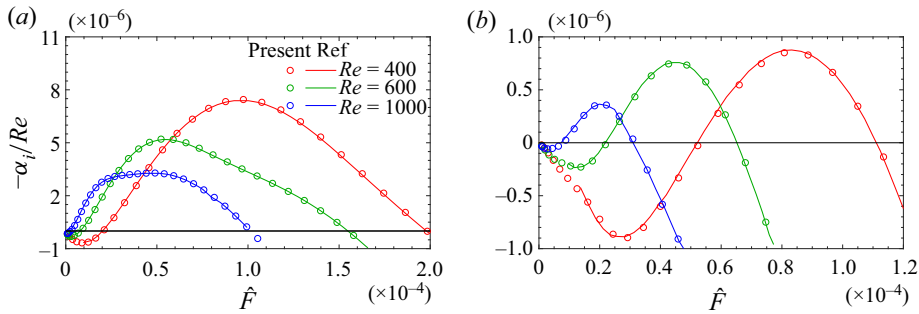 (a) (×10⁻⁶)
11
8
5
2
−1
−αᵢ/Re
Present Ref
Re = 400
Re = 600
Re = 1000
0 0.5 1.0 1.5 2.0
F̂ (×10⁻⁴)
(b) (×10⁻⁶)
1.0
0.5
0
−0.5
−1.0
0 0.2 0.4 0.6 0.8 1.0 1.2
F̂ (×10⁻⁴)